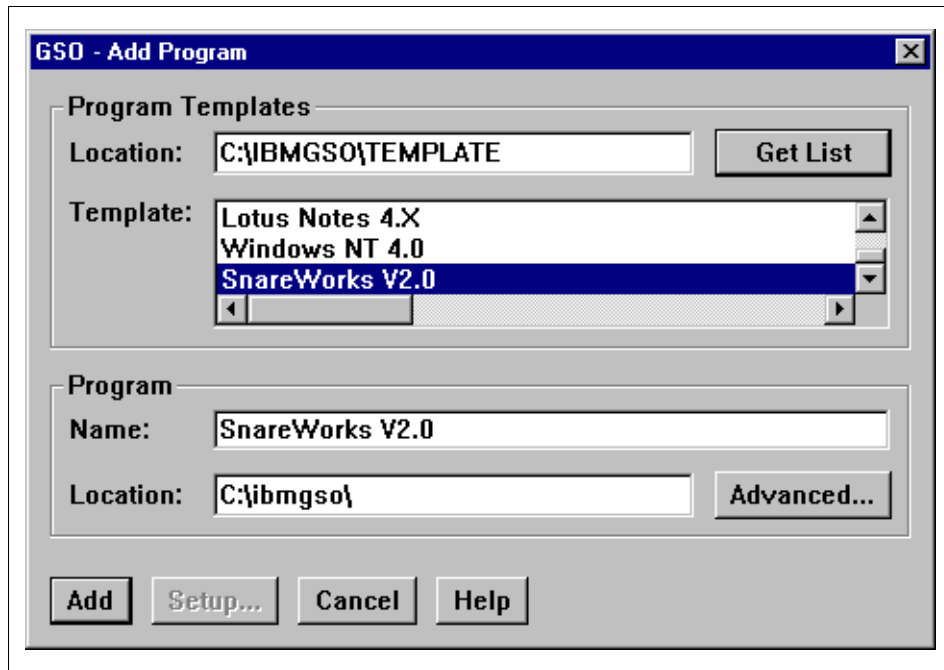 GSO - Add Program
Program Templates
Location: C:\IBMGSO\TEMPLATE Get List
Template: Lotus Notes 4.X
Windows NT 4.0
SnareWorks V2.0
Program
Name: SnareWorks V2.0
Location: C:\ibmgso\ Advanced...
Add Setup... Cancel Help